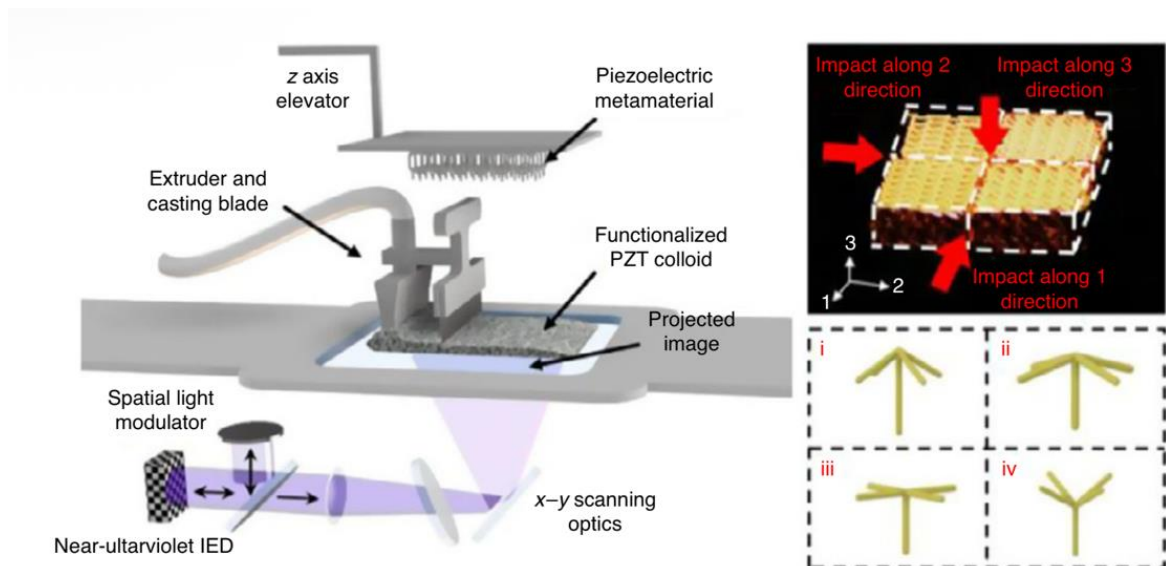 z axis
elevator
Piezoelectric
metamaterial
Extruder and
casting blade
Functionalized
PZT colloid
Projected
image
Spatial light
modulator
x–y scanning
optics
Near-ultarviolet IED
Impact along 2
direction
Impact along 3
direction
Impact along 1
direction
3
1
2
i
ii
iii
iv